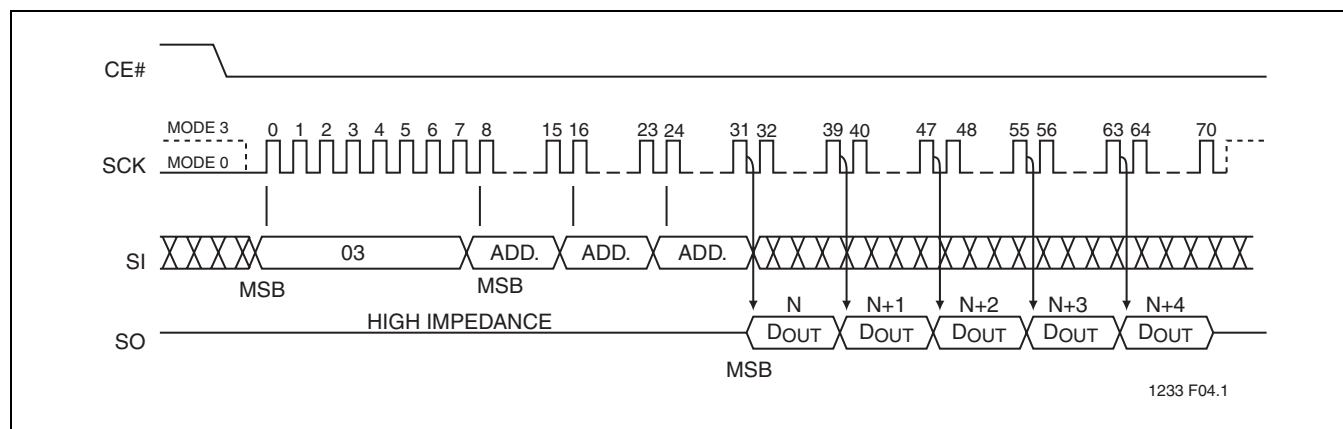 CE#
MODE 3
0 1 2 3 4 5 6 7 8 15 16 23 24 31 32 39 40 47 48 55 56 63 64 70
SCK
MODE 0
SI
03 ADD. ADD. ADD.
MSB MSB
HIGH IMPEDANCE
N N+1 N+2 N+3 N+4
SO
DOUT DOUT DOUT DOUT DOUT
MSB
1233 F04.1